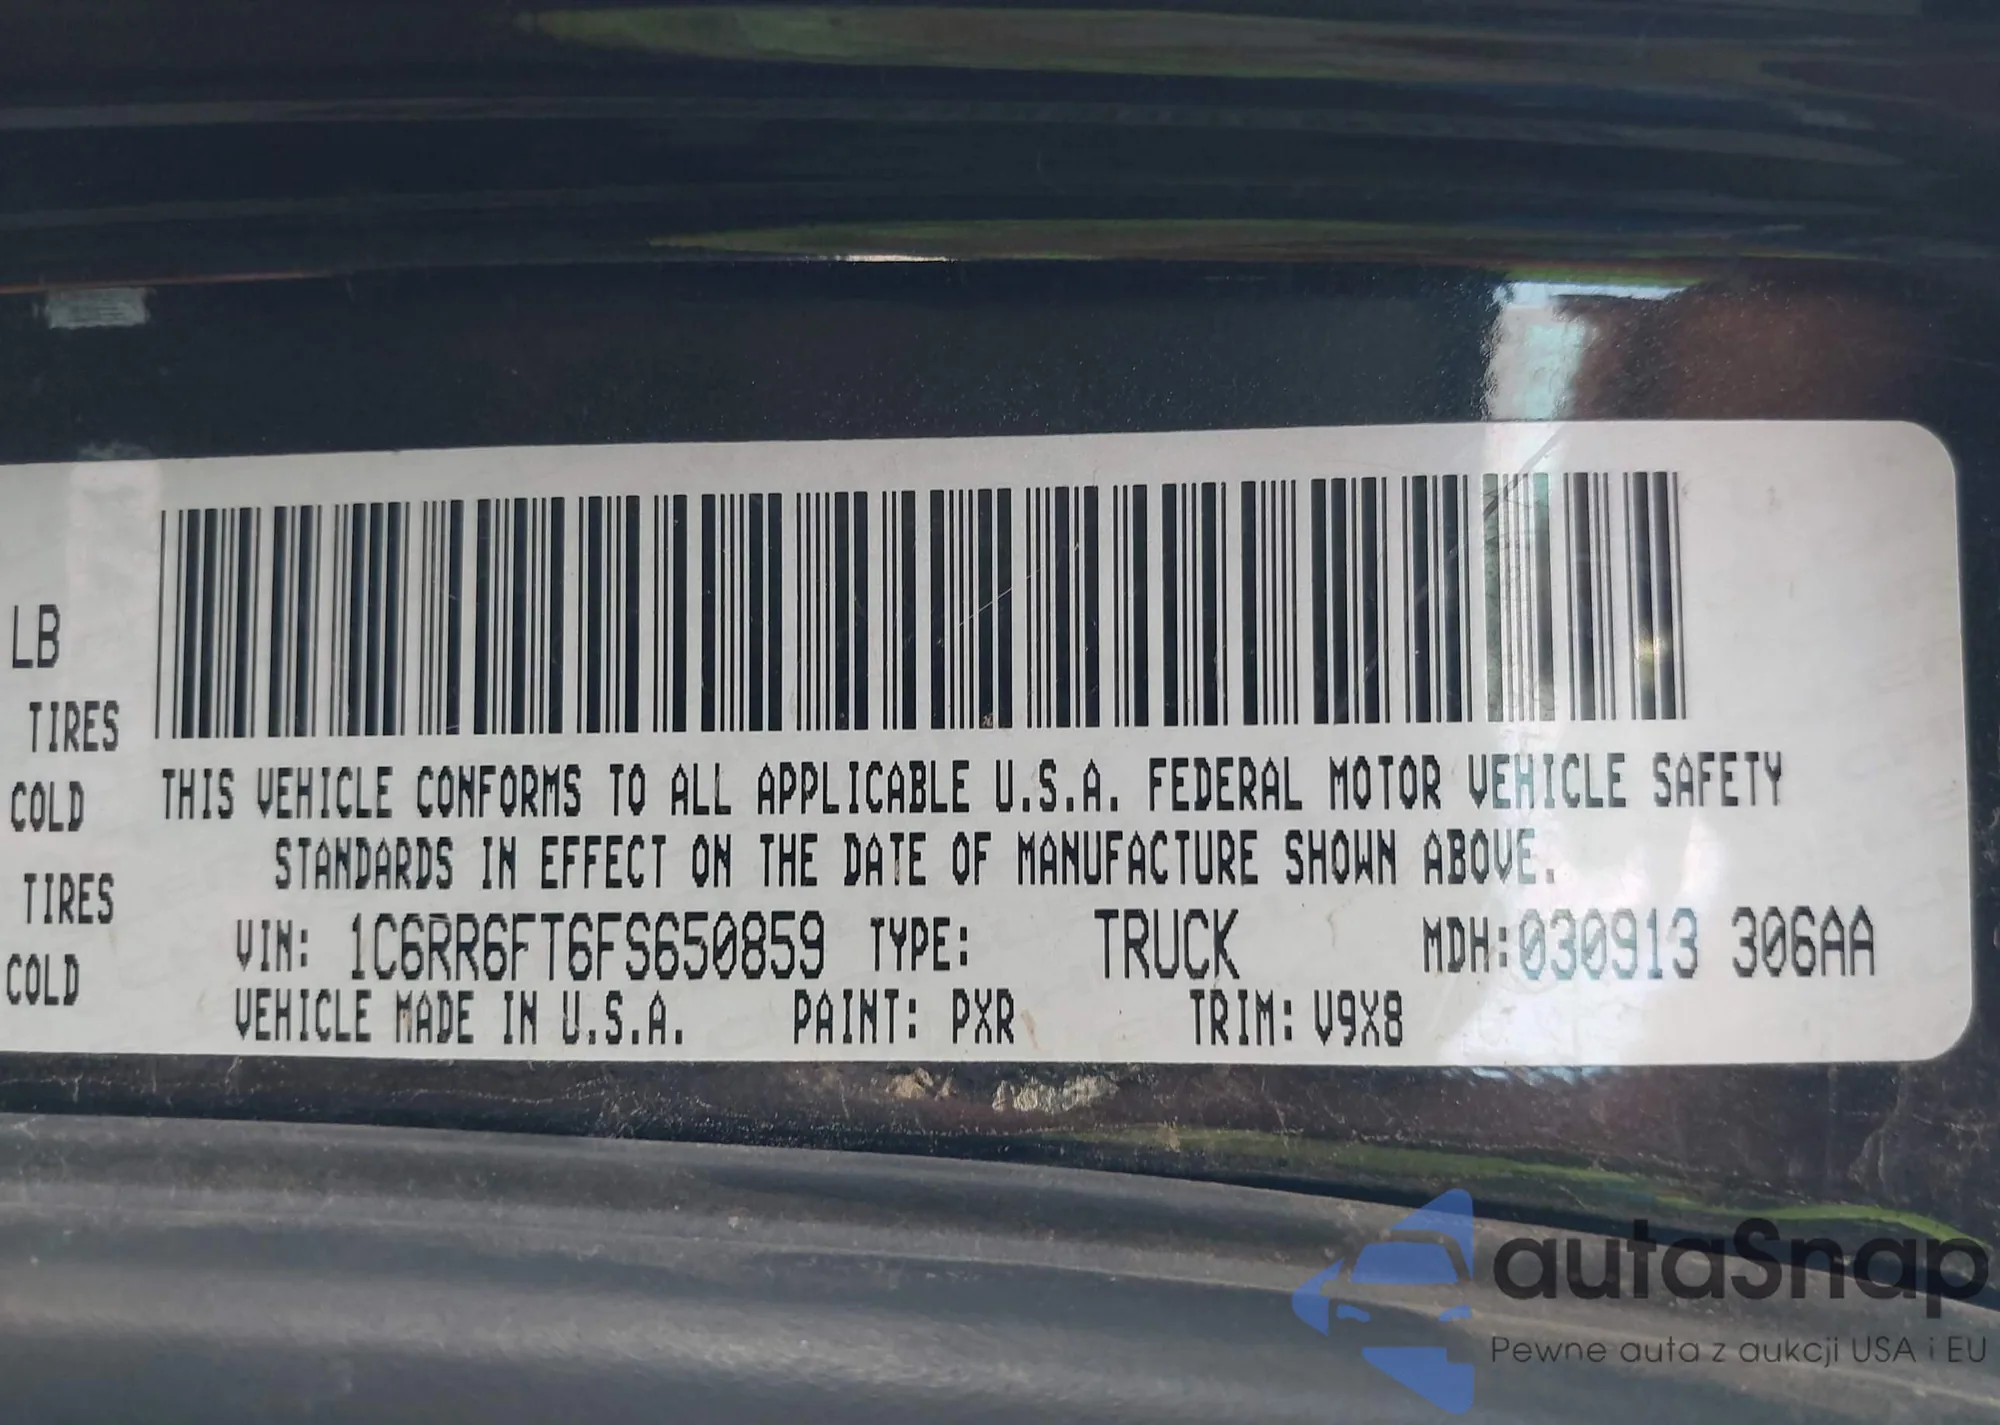 LB
TIRES
COLD
TIRES
COLD
THIS VEHICLE CONFORMS TO ALL APPLICABLE U.S.A. FEDERAL MOTOR VEHICLE SAFETY
STANDARDS IN EFFECT ON THE DATE OF MANUFACTURE SHOWN ABOVE.
VIN: 1C6RR6FT6FS650859 TYPE: TRUCK MDH:030913 306AA
VEHICLE MADE IN U.S.A. PAINT: PXR TRIM: V9X8
autaSnap
Pewne auta z aukcji USA i EU